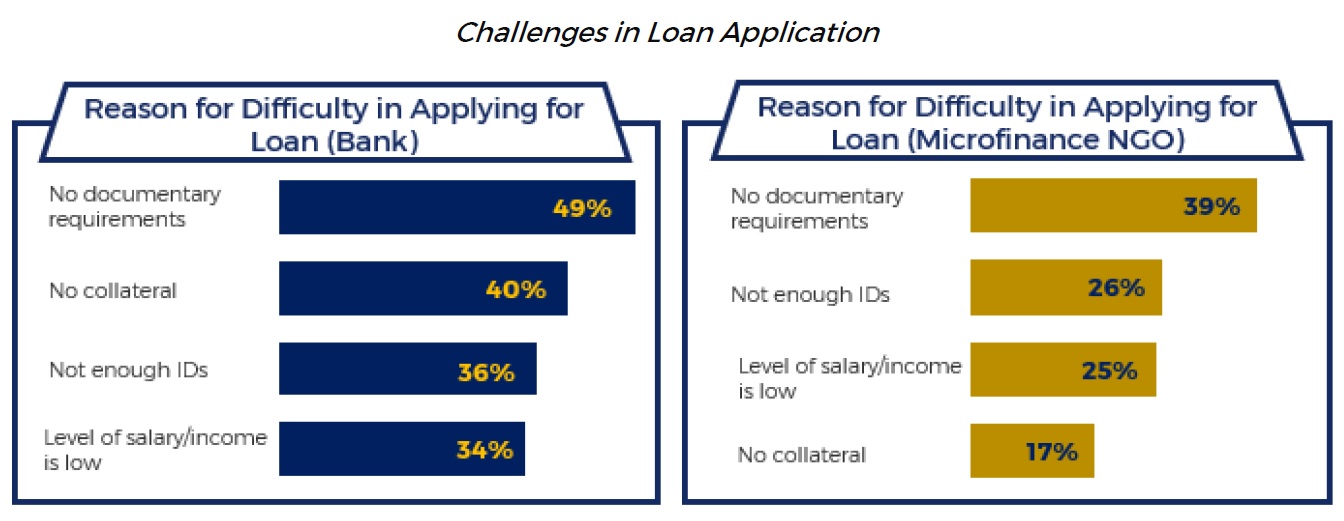 Challenges in Loan Application
Reason for Difficulty in Applying for
Loan (Bank)
No documentary
requirements
49%
No collateral
40%
Not enough IDs
36%
Level of salary/income
is low
34%
Reason for Difficulty in Applying for
Loan (Microfinance NGO)
No documentary
requirements
39%
Not enough IDs
26%
Level of salary/income
is low
25%
No collateral
17%